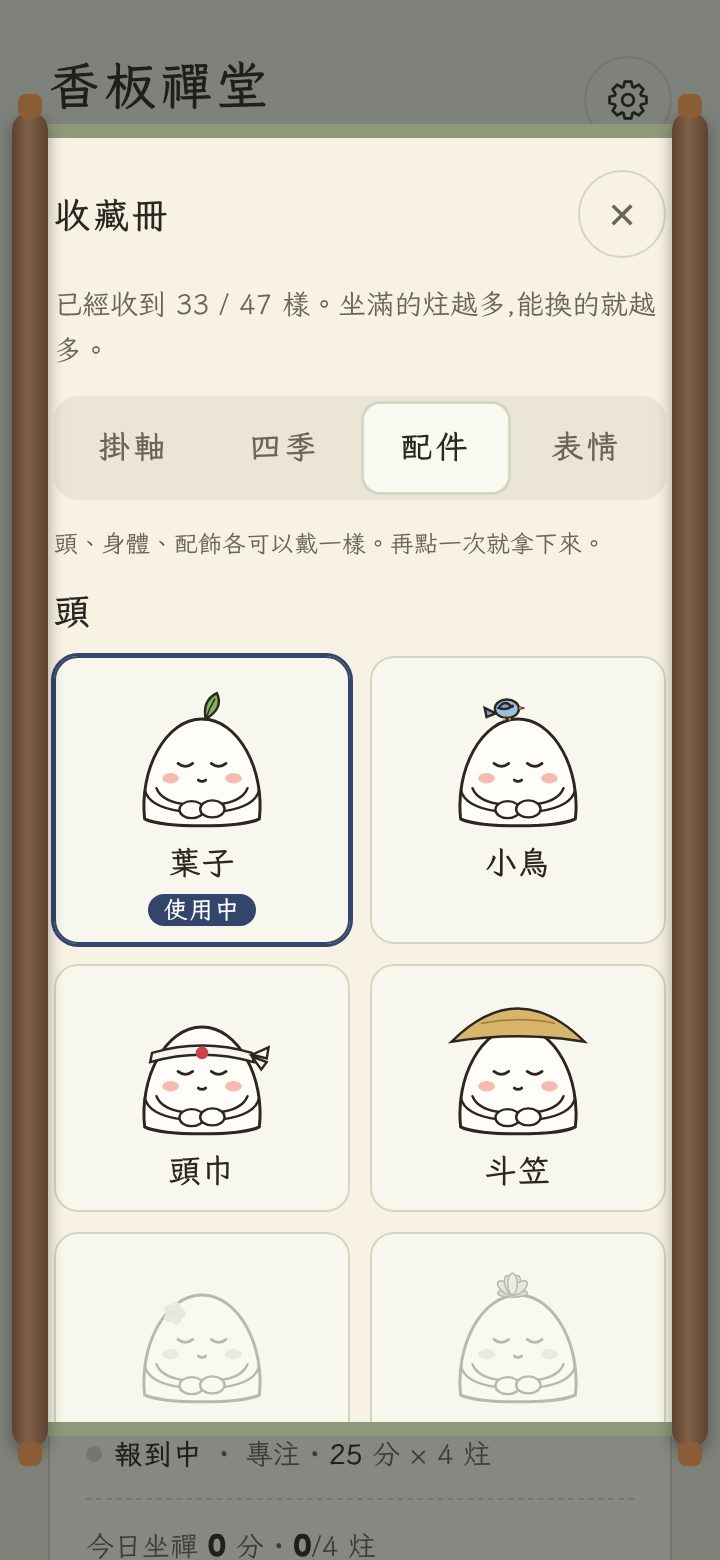 香板禪堂
收藏冊
×
已經收到 33 / 47 樣。坐滿的炷越多,能換的就越
多。
掛軸 四季 配件 表情
頭、身體、配飾各可以戴一樣。再點一次就拿下來。
頭
葉子 小鳥
使用中
頭巾 斗笠
報到中 · 專注 · 25 分 × 4 炷
今日坐禪 0 分 · 0/4 炷